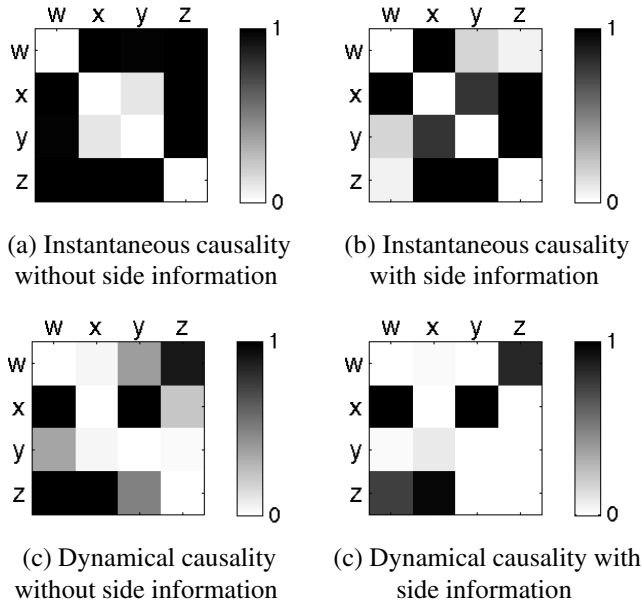 w x y z
1
w
x
y
z
0
(a) Instantaneous causality
without side information
w x y z
1
w
x
y
z
0
(b) Instantaneous causality
with side information
w x y z
1
w
x
y
z
0
(c) Dynamical causality
without side information
w x y z
1
w
x
y
z
0
(c) Dynamical causality with
side information